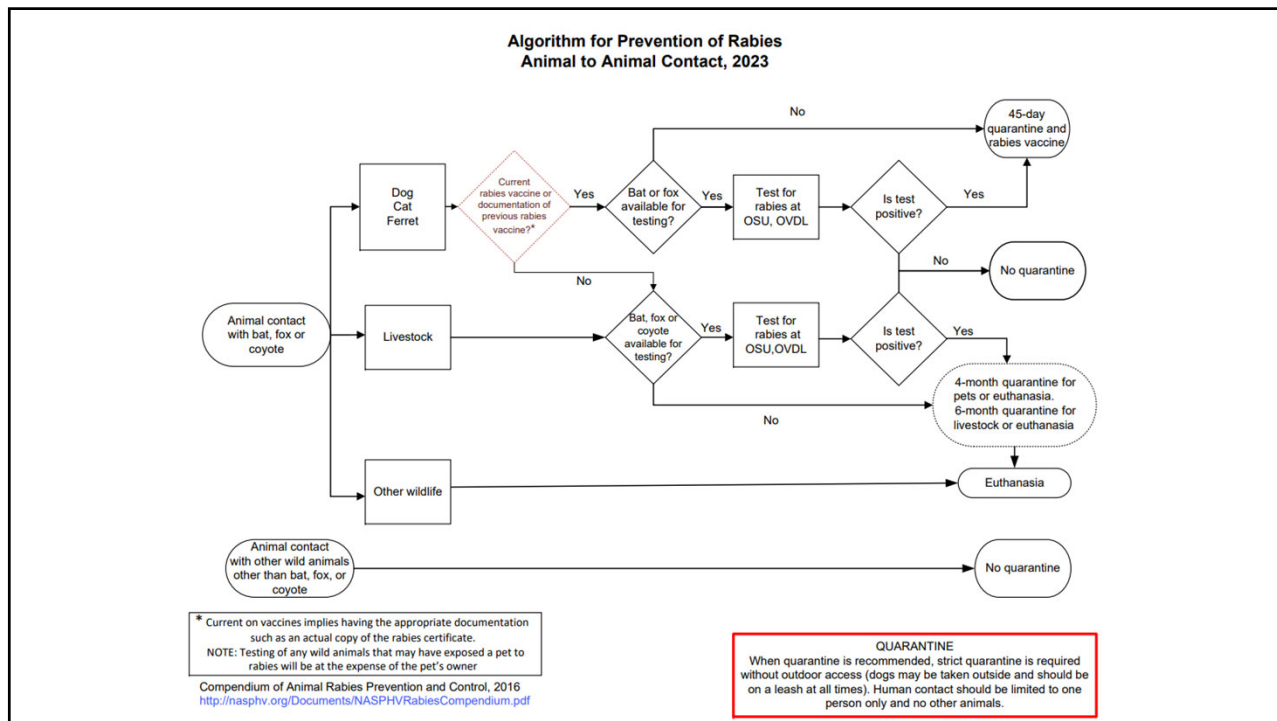 Algorithm for Prevention of Rabies
Animal to Animal Contact, 2023
No
45-day
quarantine and
rabies vaccine
Dog
Cat
Ferret
Current
rabies vaccine or
documentation of
previous rabies
vaccine?*
Yes
Bat or fox
available for
testing?
Yes
Test for
rabies at
OSU, OVDL
Is test
positive?
Yes
No
No quarantine
No
Animal contact
with bat, fox or
coyote
Livestock
Bat, fox or
coyote
available for
testing?
Yes
Test for
rabies at
OSU,OVDL
Is test
positive?
Yes
4-month quarantine for
pets or euthanasia.
6-month quarantine for
livestock or euthanasia
No
Other wildlife
Euthanasia
Animal contact
with other wild animals
other than bat, fox, or
coyote
No quarantine
* Current on vaccines implies having the appropriate documentation
such as an actual copy of the rabies certificate.
NOTE: Testing of any wild animals that may have exposed a pet to
rabies will be at the expense of the pet's owner
Compendium of Animal Rabies Prevention and Control, 2016
http://nasphv.org/Documents/NASPHVRabiesCompendium.pdf
QUARANTINE
When quarantine is recommended, strict quarantine is required
without outdoor access (dogs may be taken outside and should be
on a leash at all times). Human contact should be limited to one
person only and no other animals.